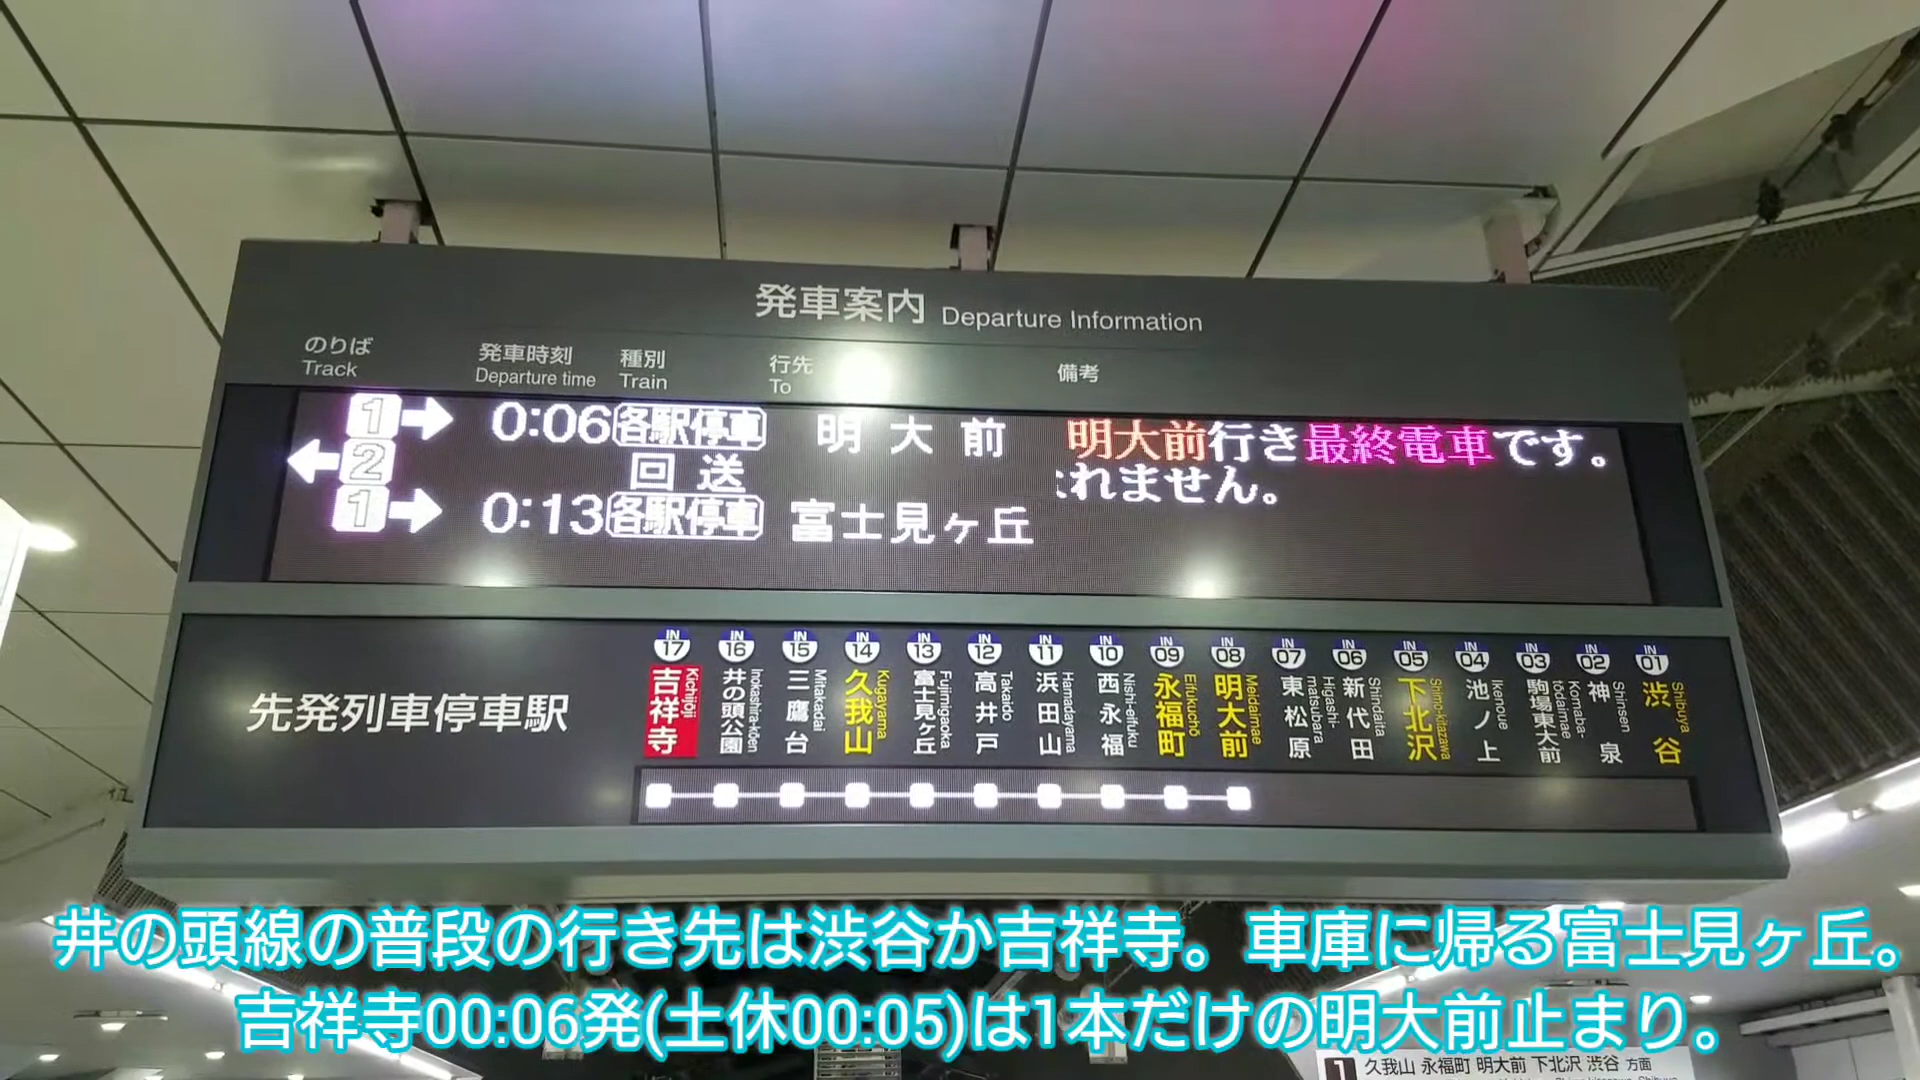 発車案内 Departure Information
のりば 発車時刻 種別 行先 備考
Track Departure time Train To
1 0:06 各駅停車 明大前 明大前行き最終電車です。
2 回送 れません。
1 0:13 各駅停車 富士見ヶ丘
IN 17 IN 16 IN 15 IN 14 IN 13 IN 12 IN 11 IN 10 IN 09 IN 08 IN 07 IN 06 IN 05 IN 04 IN 03 IN 02 IN 01
先発列車停車駅
吉祥寺 Kichijōji
井の頭公園 Inokashira-kōen
三鷹台 Mitakadai
久我山 Kugayama
富士見ヶ丘 Fujimigaoka
高井戸 Takaido
浜田山 Hamadayama
西永福 Nishi-eifuku
永福町 Eifukuchō
明大前 Meidaimae
東松原 Higashi-matsubara
新代田 Shindaita
下北沢 Shimo-kitazawa
池ノ上 Ikenoue
駒場東大前 Komaba-tōdaimae
神泉 Shinsen
渋谷 Shibuya
井の頭線の普段の行き先は渋谷か吉祥寺。車庫に帰る富士見ヶ丘。
吉祥寺00:06発(土休00:05)は1本だけの明大前止まり。
1 久我山 永福町 明大前 下北沢 渋谷 方面